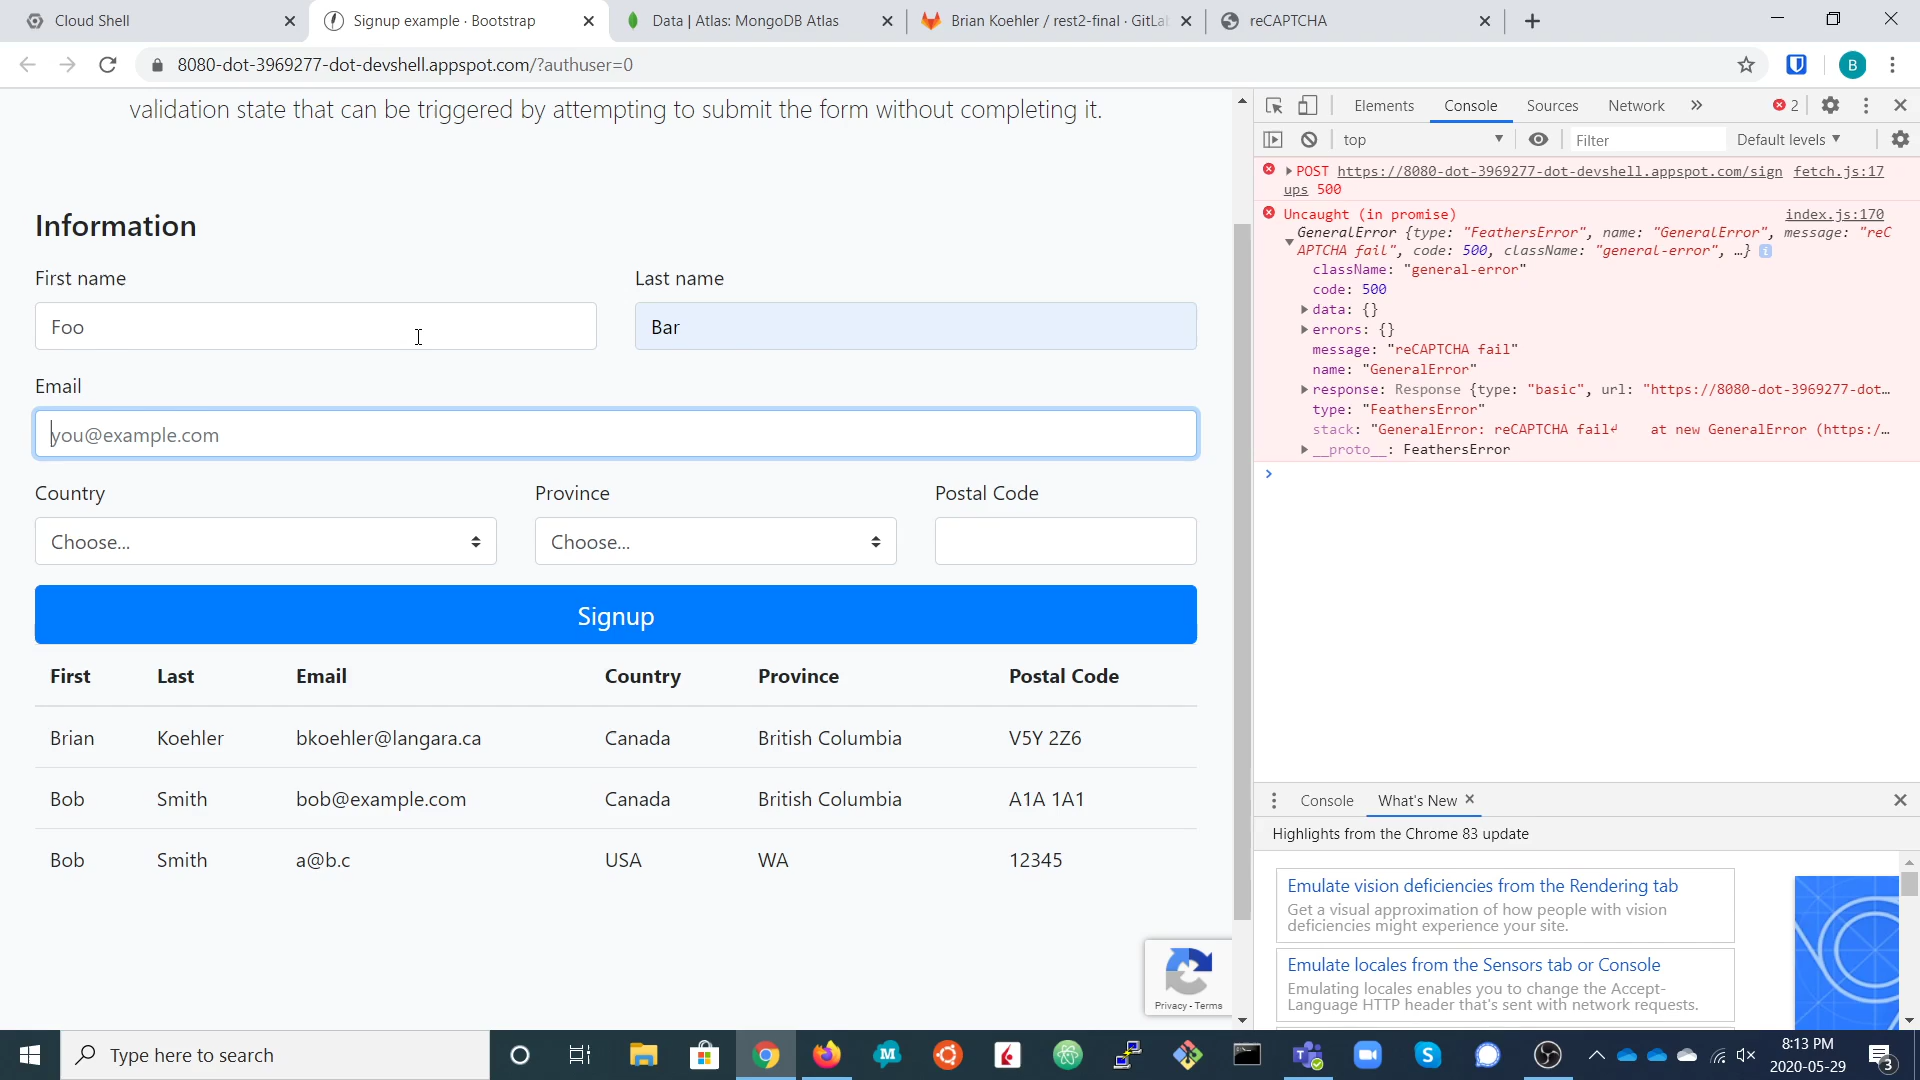 Cloud Shell
Signup example · Bootstrap
Data | Atlas: MongoDB Atlas
Brian Koehler / rest2-final · GitLab
reCAPTCHA
8080-dot-3969277-dot-devshell.appspot.com/?authuser=0
B
validation state that can be triggered by attempting to submit the form without completing it.
Information
First name
Last name
Foo
Bar
Email
you@example.com
Country
Province
Postal Code
Choose...
Choose...
Signup
First Last Email Country Province Postal Code
Brian Koehler bkoehler@langara.ca Canada British Columbia V5Y 2Z6
Bob Smith bob@example.com Canada British Columbia A1A 1A1
Bob Smith a@b.c USA WA 12345
Privacy - Terms
Elements Console Sources Network » 2
top Filter Default levels
POST https://8080-dot-3969277-dot-devshell.appspot.com/sign fetch.js:17
ups 500
Uncaught (in promise) index.js:170
GeneralError {type: "FeathersError", name: "GeneralError", message: "reC
APTCHA fail", code: 500, className: "general-error", …}
className: "general-error"
code: 500
data: {}
errors: {}
message: "reCAPTCHA fail"
name: "GeneralError"
response: Response {type: "basic", url: "https://8080-dot-3969277-dot…
type: "FeathersError"
stack: "GeneralError: reCAPTCHA fail↵ at new GeneralError (https:/…
__proto__: FeathersError
Console What's New
Highlights from the Chrome 83 update
Emulate vision deficiencies from the Rendering tab
Get a visual approximation of how people with vision
deficiencies might experience your site.
Emulate locales from the Sensors tab or Console
Emulating locales enables you to change the Accept-
Language HTTP header that's sent with network requests.
Type here to search
8:13 PM
2020-05-29
3